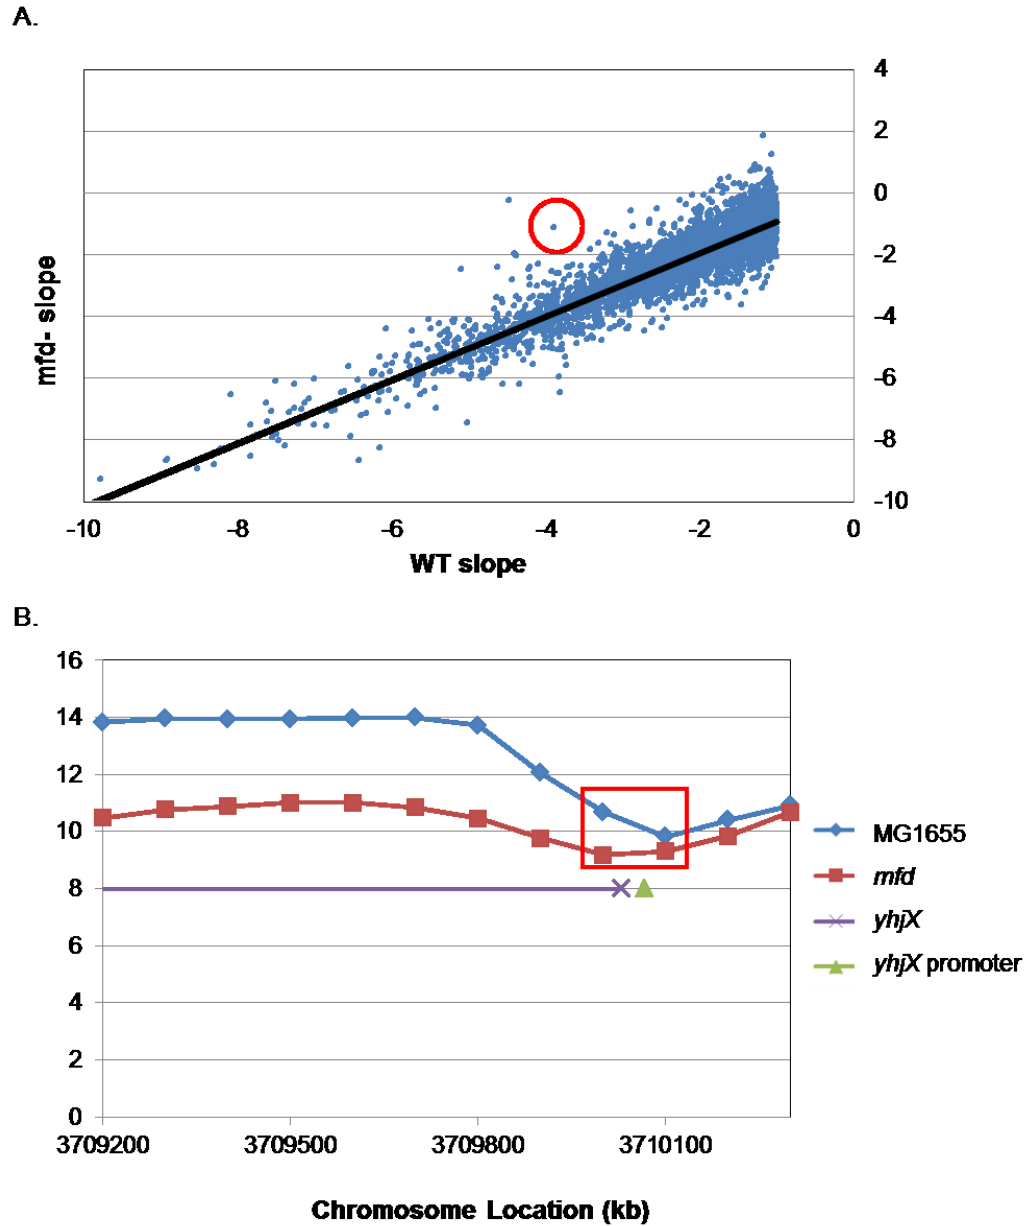 A.
4
2
0
-2
-4
-6
-8
-10
mfd- slope
-10 -8 -6 -4 -2 0
WT slope
B.
16
14
12
10
8
6
4
2
0
MG1655
mfd
yhjX
yhjX promoter
3709200 3709500 3709800 3710100
Chromosome Location (kb)